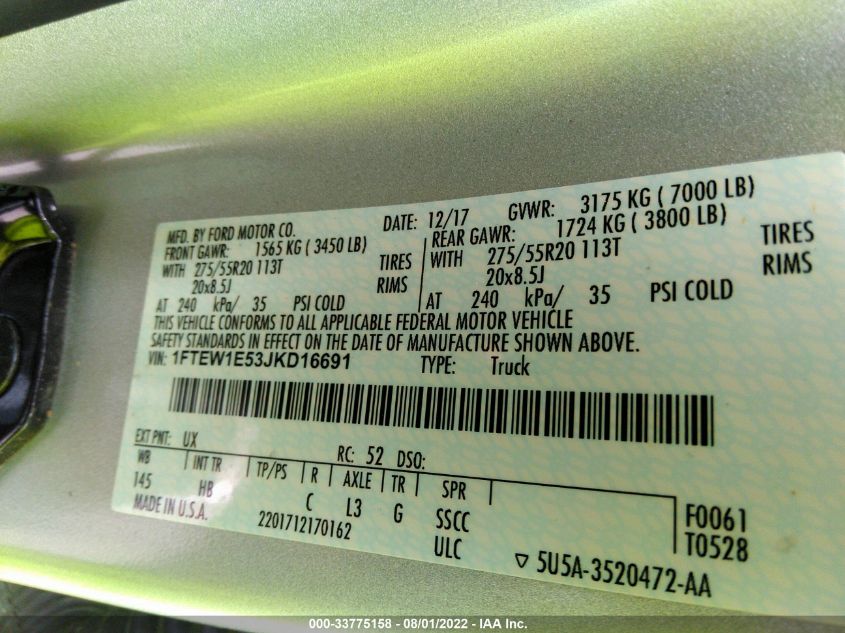 MFD. BY FORD MOTOR CO. DATE: 12/17 GVWR: 3175 KG ( 7000 LB)
FRONT GAWR: 1565 KG ( 3450 LB) REAR GAWR: 1724 KG ( 3800 LB)
WITH 275/55R20 113T TIRES WITH 275/55R20 113T TIRES
20x8.5J RIMS 20x8.5J RIMS
AT 240 kPa/ 35 PSI COLD AT 240 kPa/ 35 PSI COLD
THIS VEHICLE CONFORMS TO ALL APPLICABLE FEDERAL MOTOR VEHICLE
SAFETY STANDARDS IN EFFECT ON THE DATE OF MANUFACTURE SHOWN ABOVE.
VIN: 1FTEW1E53JKD16691 TYPE: Truck
EXT PNT: UX RC: 52 DSO:
WB INT TR TP/PS R AXLE TR SPR
145 HB C L3 G SSCC F0061
MADE IN U.S.A. 2201712170162 ULC T0528
5U5A-3520472-AA
000-33775158 - 08/01/2022 - IAA Inc.